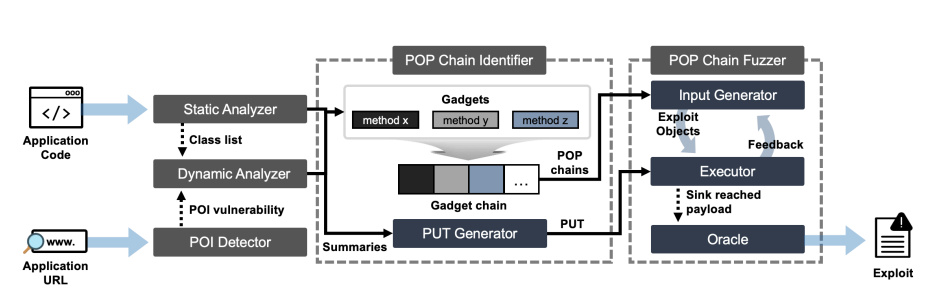 POP Chain Identifier
POP Chain Fuzzer
</>
Application
Code
Static Analyzer
Class list
Dynamic Analyzer
POI vulnerability
www.
Application
URL
POI Detector
Gadgets
method x
method y
method z
...
Gadget chain
POP
chains
Summaries
PUT Generator
PUT
Input Generator
Exploit
Objects
Feedback
Executor
Sink reached
payload
Oracle
!
Exploit